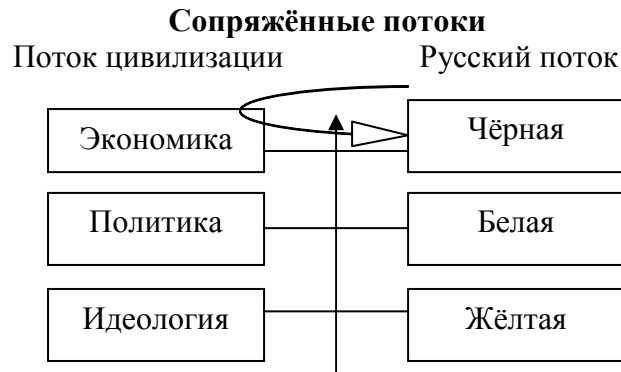 Сопряжённые потоки
Поток цивилизации Русский поток
Экономика Чёрная
Политика Белая
Идеология Жёлтая